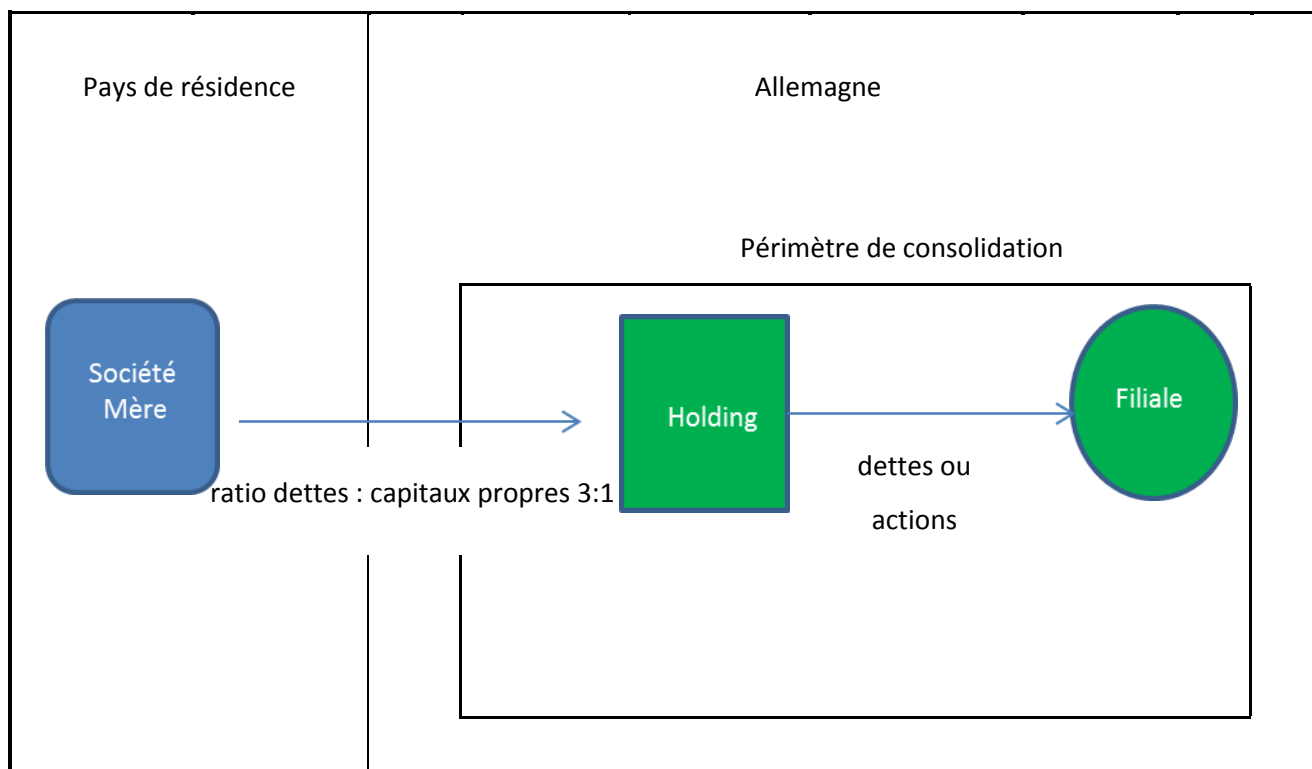 Pays de résidence
Allemagne
Périmètre de consolidation
Société
Mère
ratio dettes : capitaux propres 3:1
Holding
dettes ou
actions
Filiale